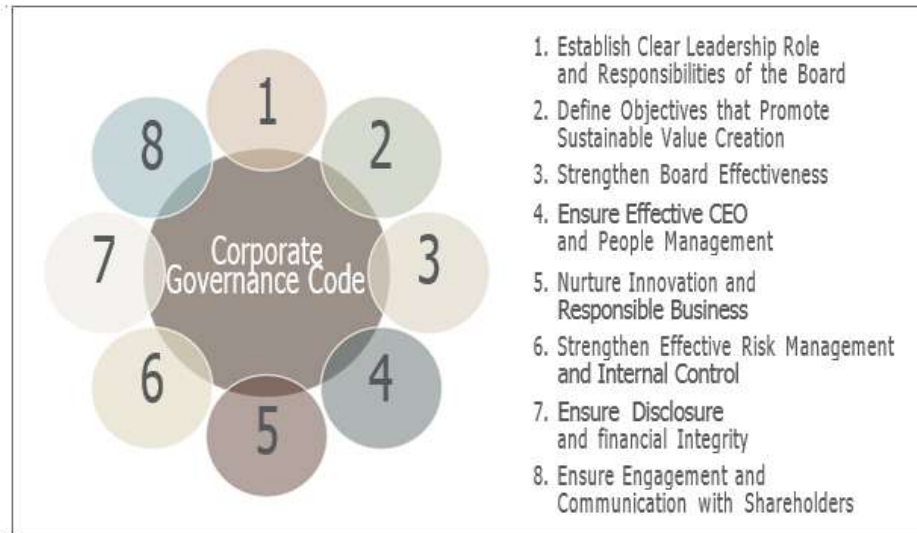 1
2
3
4
5
6
7
8
Corporate
Governance Code
1. Establish Clear Leadership Role
and Responsibilities of the Board
2. Define Objectives that Promote
Sustainable Value Creation
3. Strengthen Board Effectiveness
4. Ensure Effective CEO
and People Management
5. Nurture Innovation and
Responsible Business
6. Strengthen Effective Risk Management
and Internal Control
7. Ensure Disclosure
and financial Integrity
8. Ensure Engagement and
Communication with Shareholders